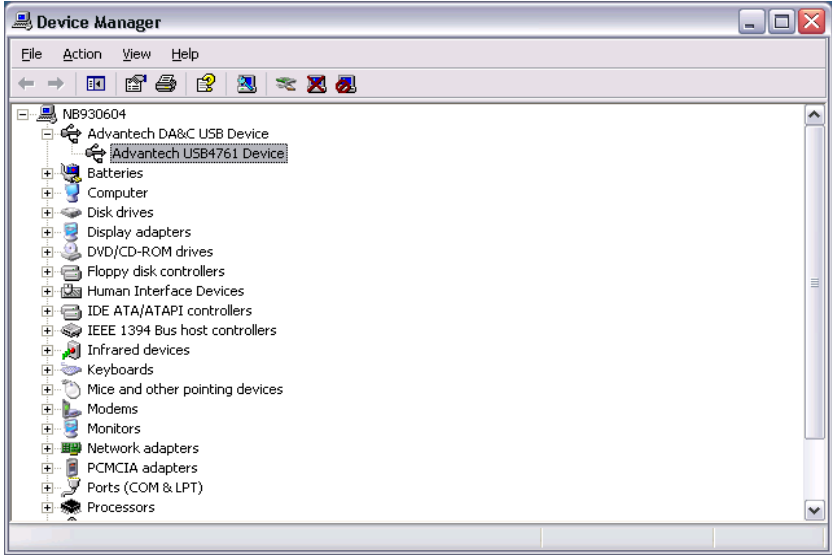 Device Manager
File Action View Help
NB930604
Advantech DA&C USB Device
Advantech USB4761 Device
Batteries
Computer
Disk drives
Display adapters
DVD/CD-ROM drives
Floppy disk controllers
Human Interface Devices
IDE ATA/ATAPI controllers
IEEE 1394 Bus host controllers
Infrared devices
Keyboards
Mice and other pointing devices
Modems
Monitors
Network adapters
PCMCIA adapters
Ports (COM & LPT)
Processors